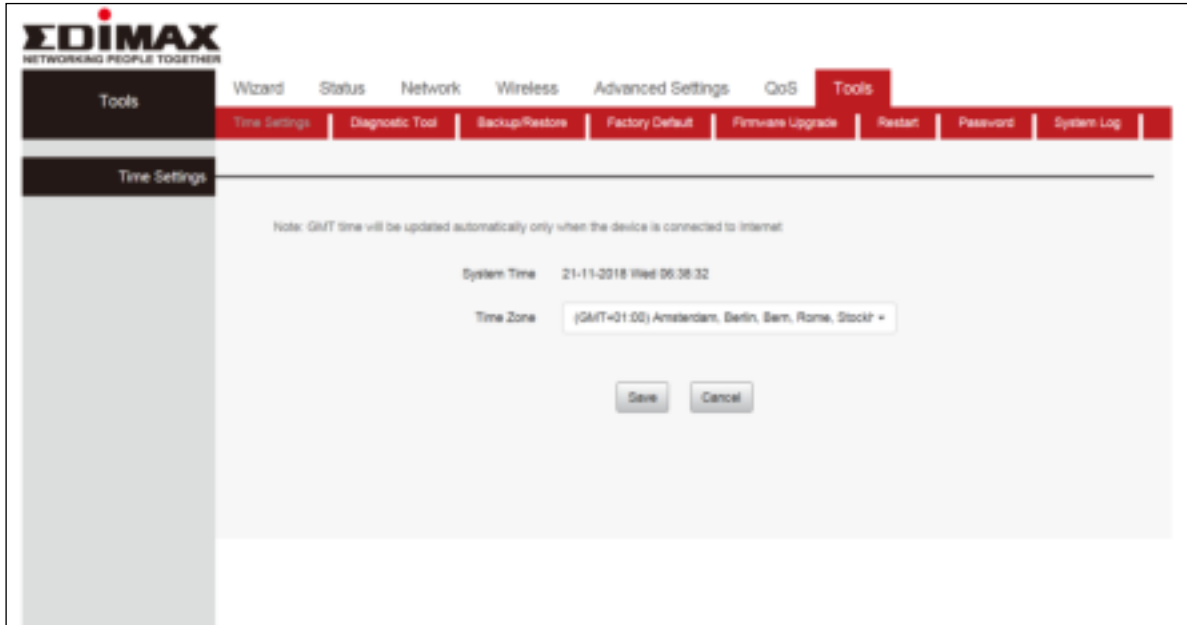 EDIMAX
NETWORKING PEOPLE TOGETHER
Tools
Wizard Status Network Wireless Advanced Settings QoS Tools
Time Settings Diagnostic Tool Backup/Restore Factory Default Firmware Upgrade Restart Password System Log
Time Settings
Note: GMT time will be updated automatically only when the device is connected to Internet
System Time 21-11-2018 Wed 06:38:32
Time Zone (GMT+01:00) Amsterdam, Berlin, Bern, Rome, Stockh
Save Cancel